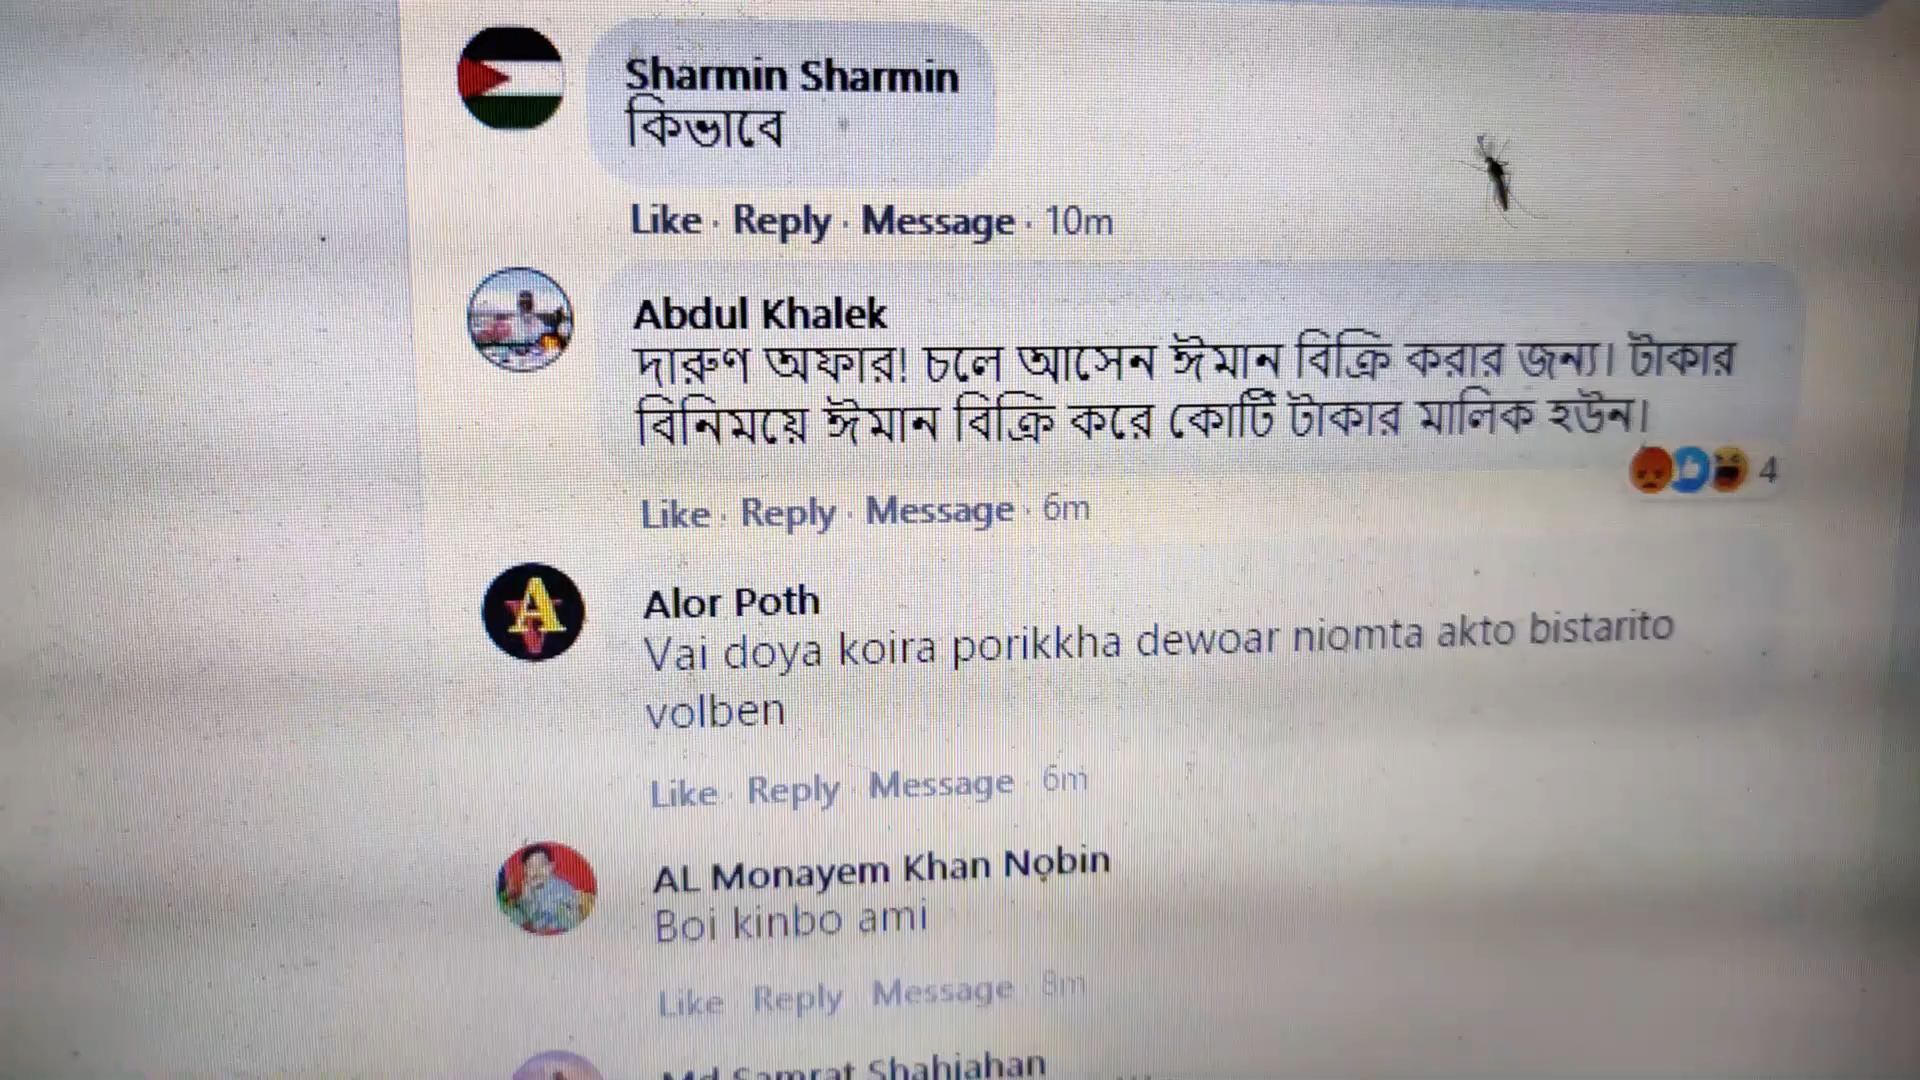 Sharmin Sharmin
কিভাবে
Like · Reply · Message · 10m
Abdul Khalek
দারুণ অফার! চলে আসেন ঈমান বিক্রি করার জন্য। টাকার
বিনিময়ে ঈমান বিক্রি করে কোটি টাকার মালিক হউন।
4
Like · Reply · Message · 6m
A
Alor Poth
Vai doya koira porikkha dewoar niomta akto bistarito
volben
Like · Reply · Message · 6m
AL Monayem Khan Nobin
Boi kinbo ami
Like Reply Message 8m
Md Samrat Shahjahan